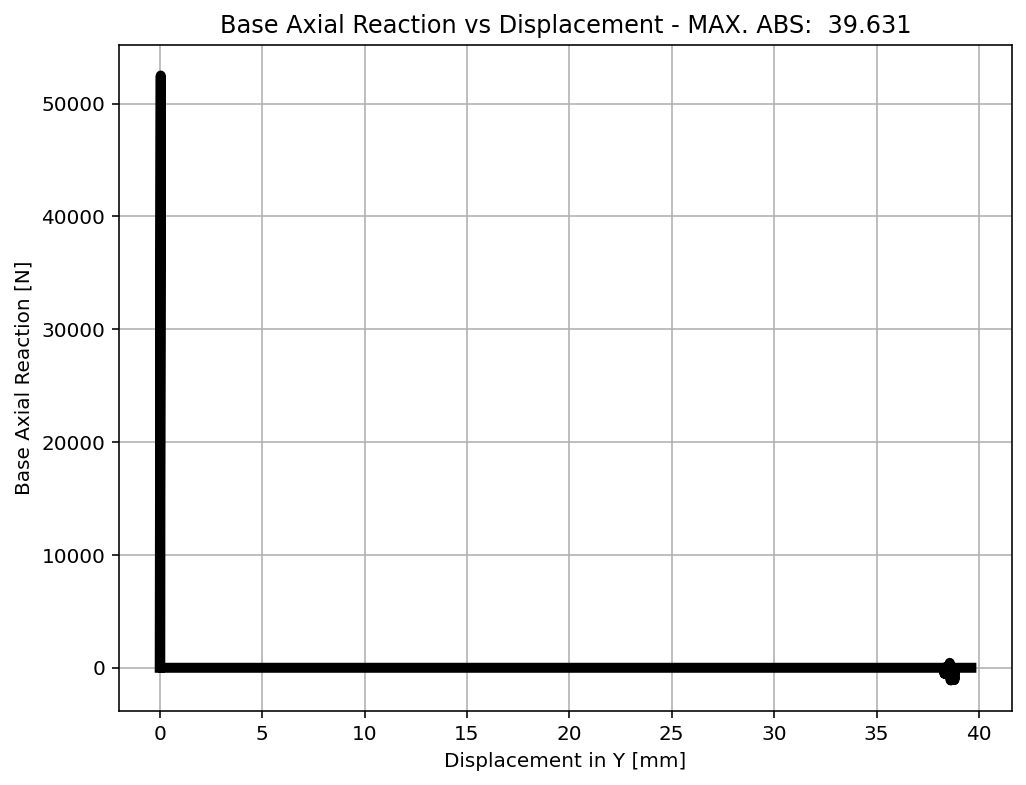 Base Axial Reaction vs Displacement - MAX. ABS:  39.631
Base Axial Reaction [N]
50000
40000
30000
20000
10000
0
0 5 10 15 20 25 30 35 40
Displacement in Y [mm]